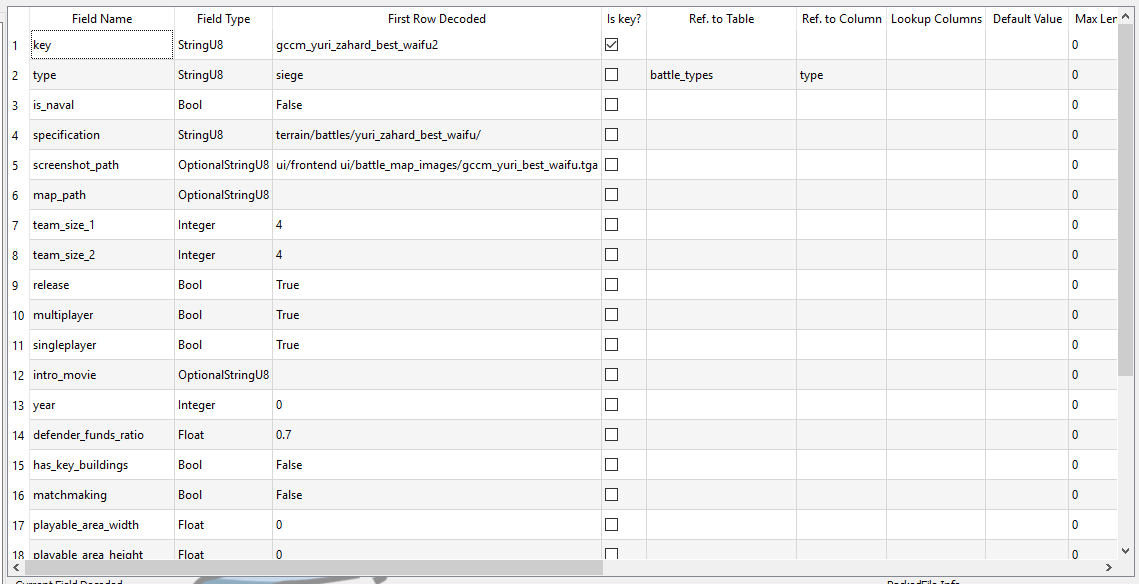 Field Name Field Type First Row Decoded Is key? Ref. to Table Ref. to Column Lookup Columns Default Value Max Len
1 key StringU8 gccm_yuri_zahard_best_waifu2 0
2 type StringU8 siege battle_types type 0
3 is_naval Bool False 0
4 specification StringU8 terrain/battles/yuri_zahard_best_waifu/ 0
5 screenshot_path OptionalStringU8 ui/frontend ui/battle_map_images/gccm_yuri_best_waifu.tga 0
6 map_path OptionalStringU8 0
7 team_size_1 Integer 4 0
8 team_size_2 Integer 4 0
9 release Bool True 0
10 multiplayer Bool True 0
11 singleplayer Bool True 0
12 intro_movie OptionalStringU8 0
13 year Integer 0 0
14 defender_funds_ratio Float 0.7 0
15 has_key_buildings Bool False 0
16 matchmaking Bool False 0
17 playable_area_width Float 0 0
18 playable_area_height Float 0 0
Current Field Decoded PackedFile Info